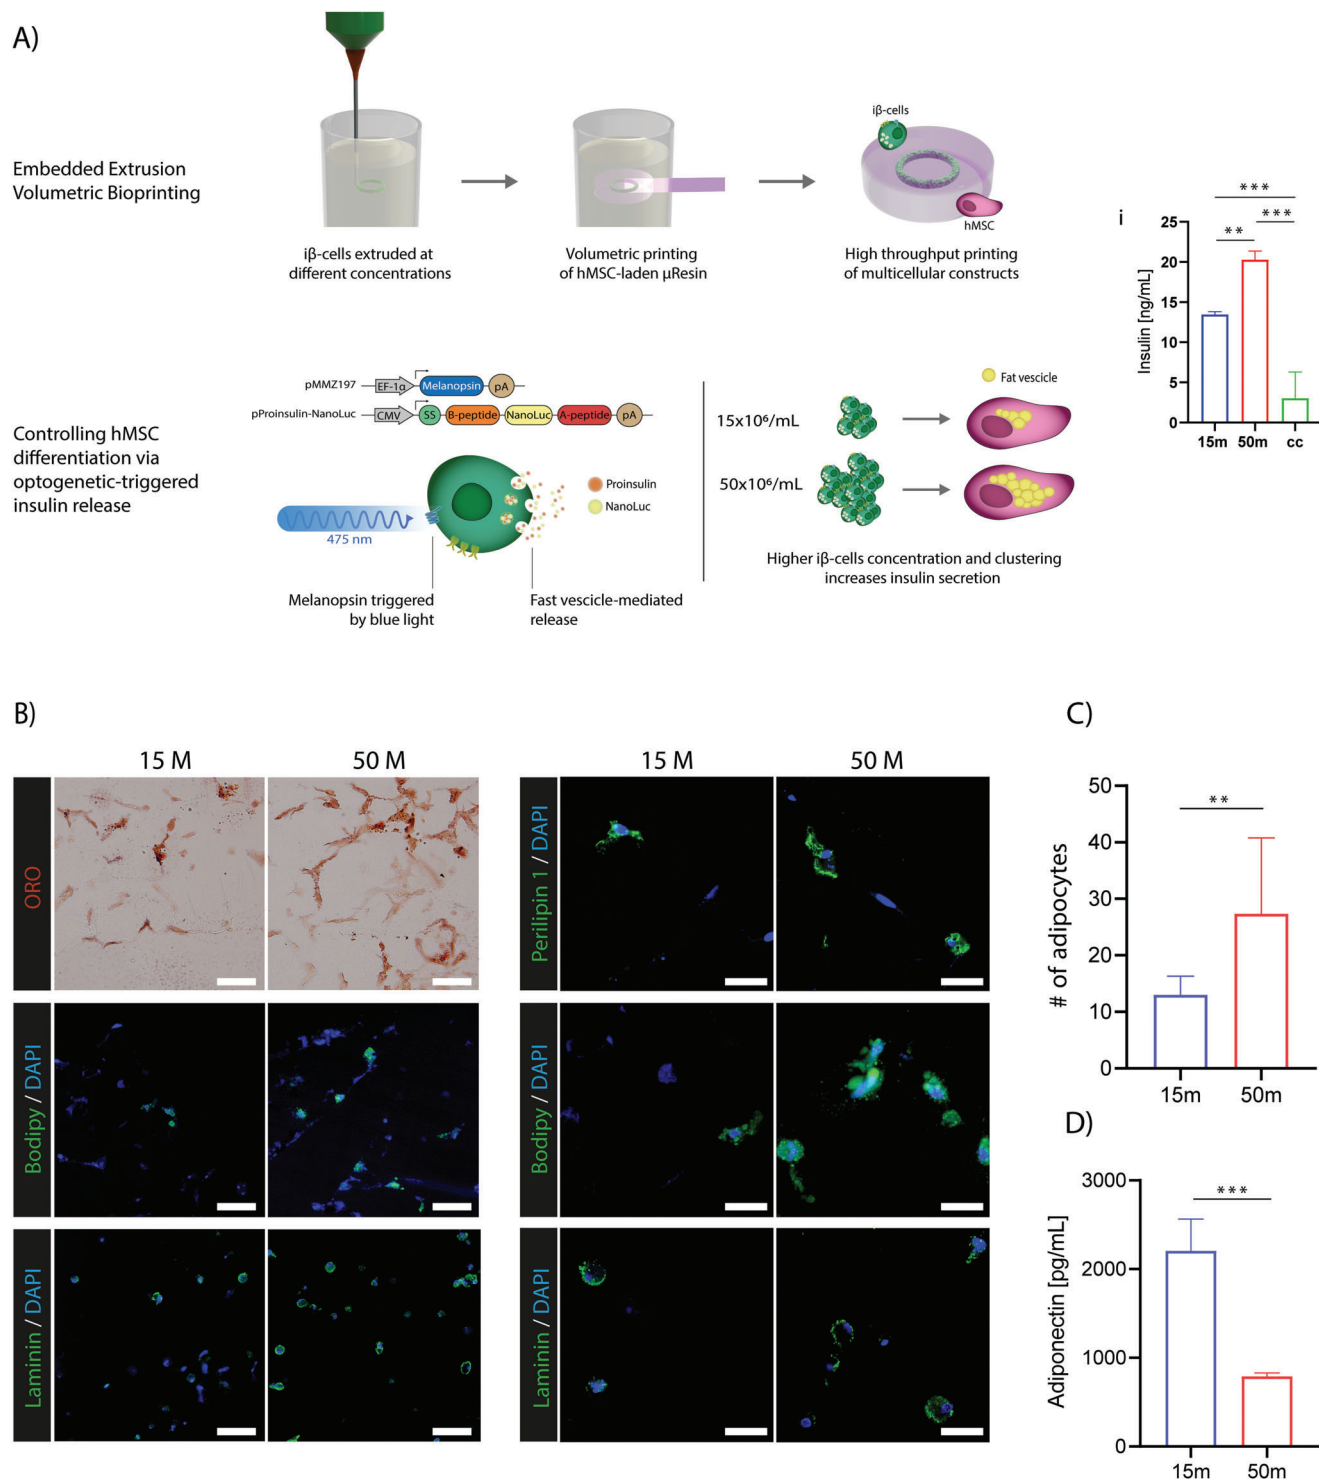 A)
Embedded Extrusion
Volumetric Bioprinting
iβ-cells extruded at
different concentrations
Volumetric printing
of hMSC-laden μResin
iβ-cells
hMSC
High throughput printing
of multicellular constructs
i
Insulin [ng/mL]
25
20
15
10
5
0
***
***
**
15m 50m cc
Controlling hMSC
differentiation via
optogenetic-triggered
insulin release
pMMZ197 EF-1α Melanopsin pA
pProinsulin-NanoLuc CMV SS B-peptide NanoLuc A-peptide pA
475 nm
Proinsulin
NanoLuc
Melanopsin triggered
by blue light
Fast vescicle-mediated
release
Fat vescicle
15x10⁶/mL
50x10⁶/mL
Higher iβ-cells concentration and clustering
increases insulin secretion
B)
15 M 50 M
ORO
Bodipy / DAPI
Laminin / DAPI
15 M 50 M
Perilipin 1 / DAPI
Bodipy / DAPI
Laminin / DAPI
C)
# of adipocytes
50
40
30
20
10
0
**
15m 50m
D)
Adiponectin [pg/mL]
3000
2000
1000
0
***
15m 50m